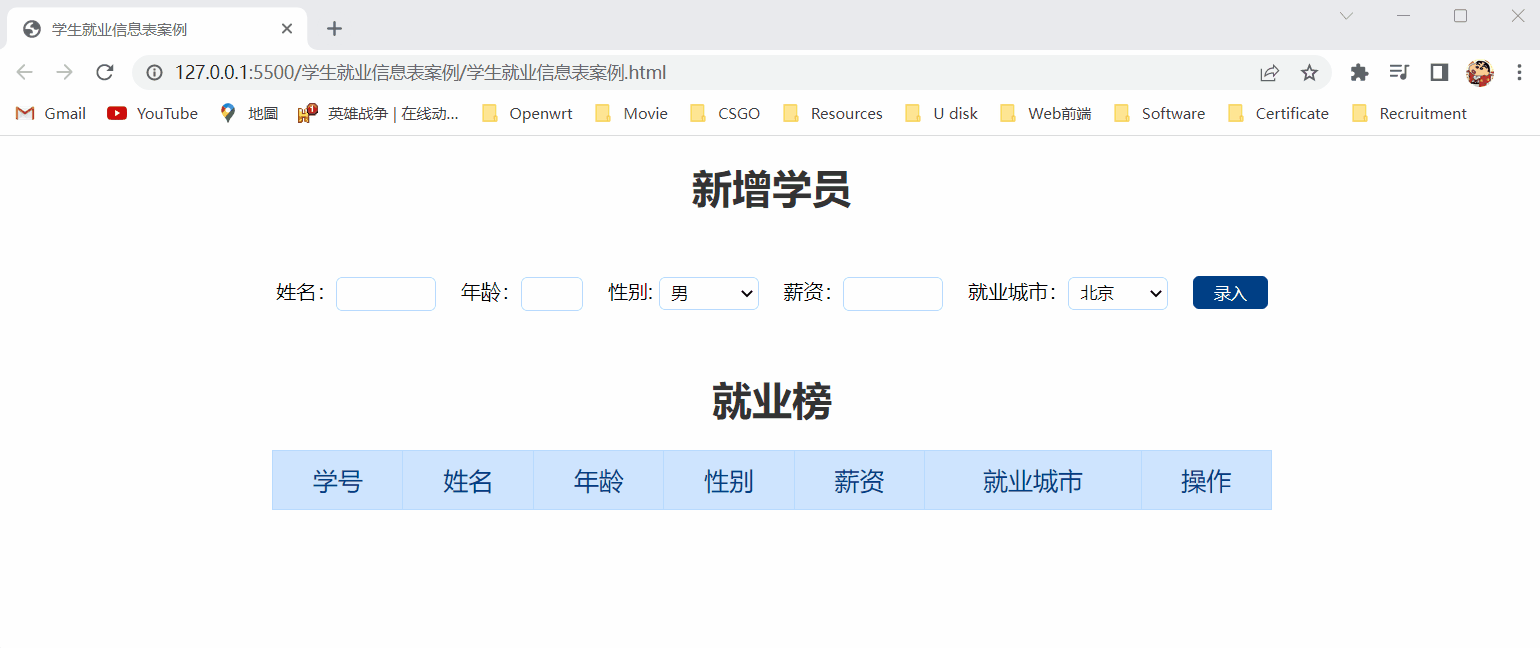 学生就业信息表案例
127.0.0.1:5500/学生就业信息表案例/学生就业信息表案例.html
Gmail YouTube 地圖 英雄战争 | 在线动... Openwrt Movie CSGO Resources U disk Web前端 Software Certificate Recruitment
新增学员
姓名： 年龄： 性别: 男 薪资： 就业城市： 北京 录入
就业榜
学号 姓名 年龄 性别 薪资 就业城市 操作